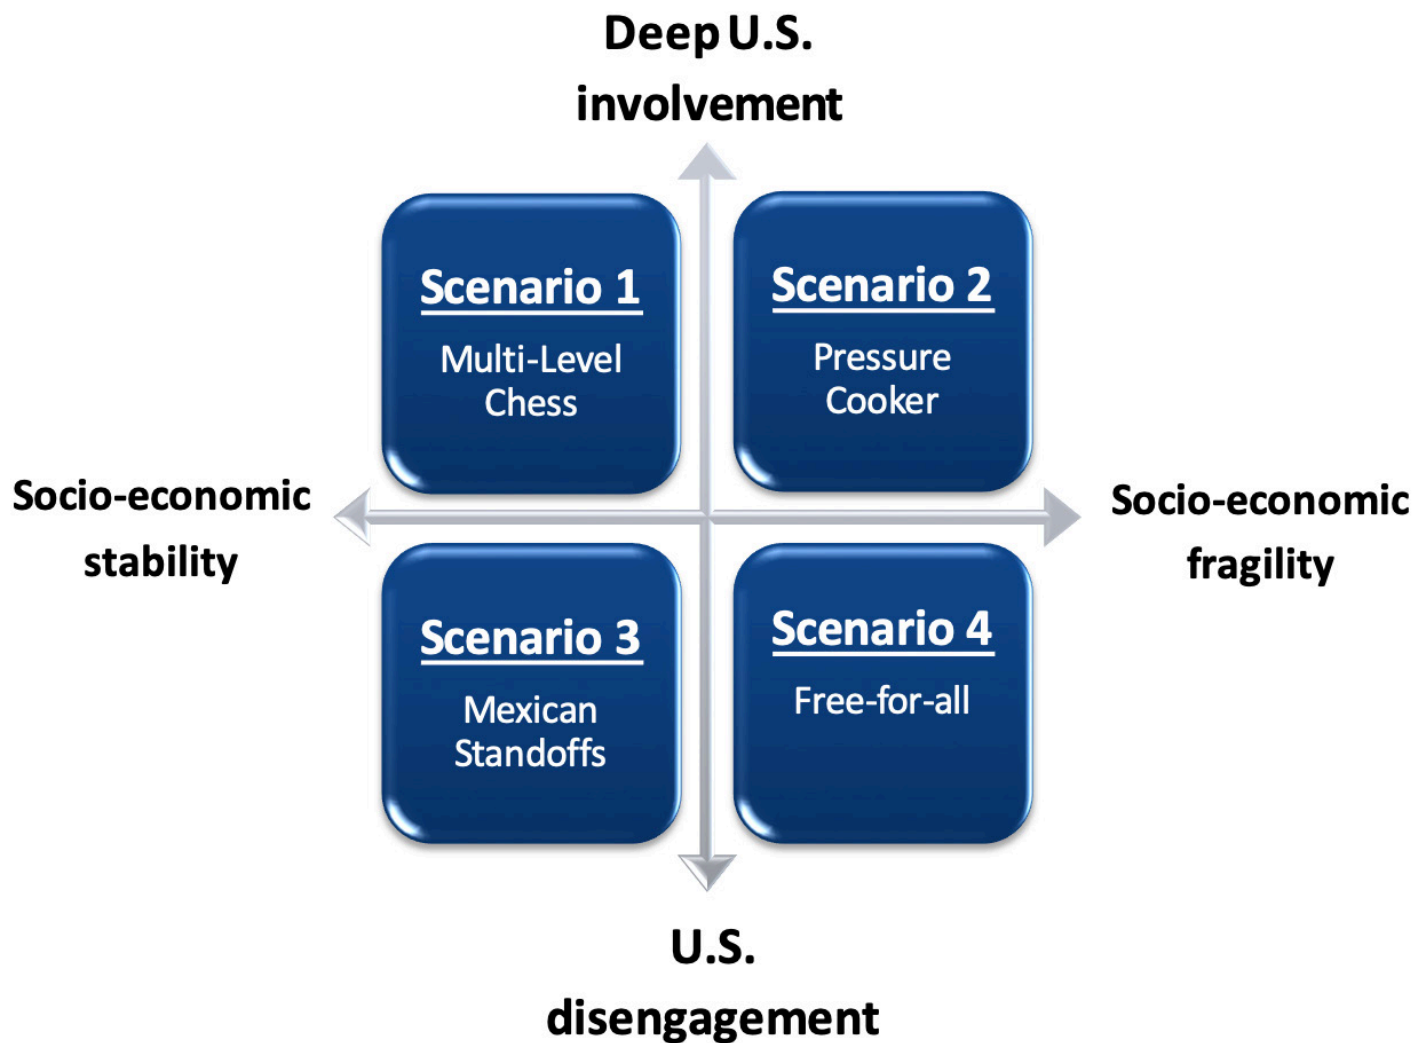 Deep U.S.
involvement
Scenario 1
Multi-Level
Chess
Scenario 2
Pressure
Cooker
Socio-economic
stability
Socio-economic
fragility
Scenario 3
Mexican
Standoffs
Scenario 4
Free-for-all
U.S.
disengagement